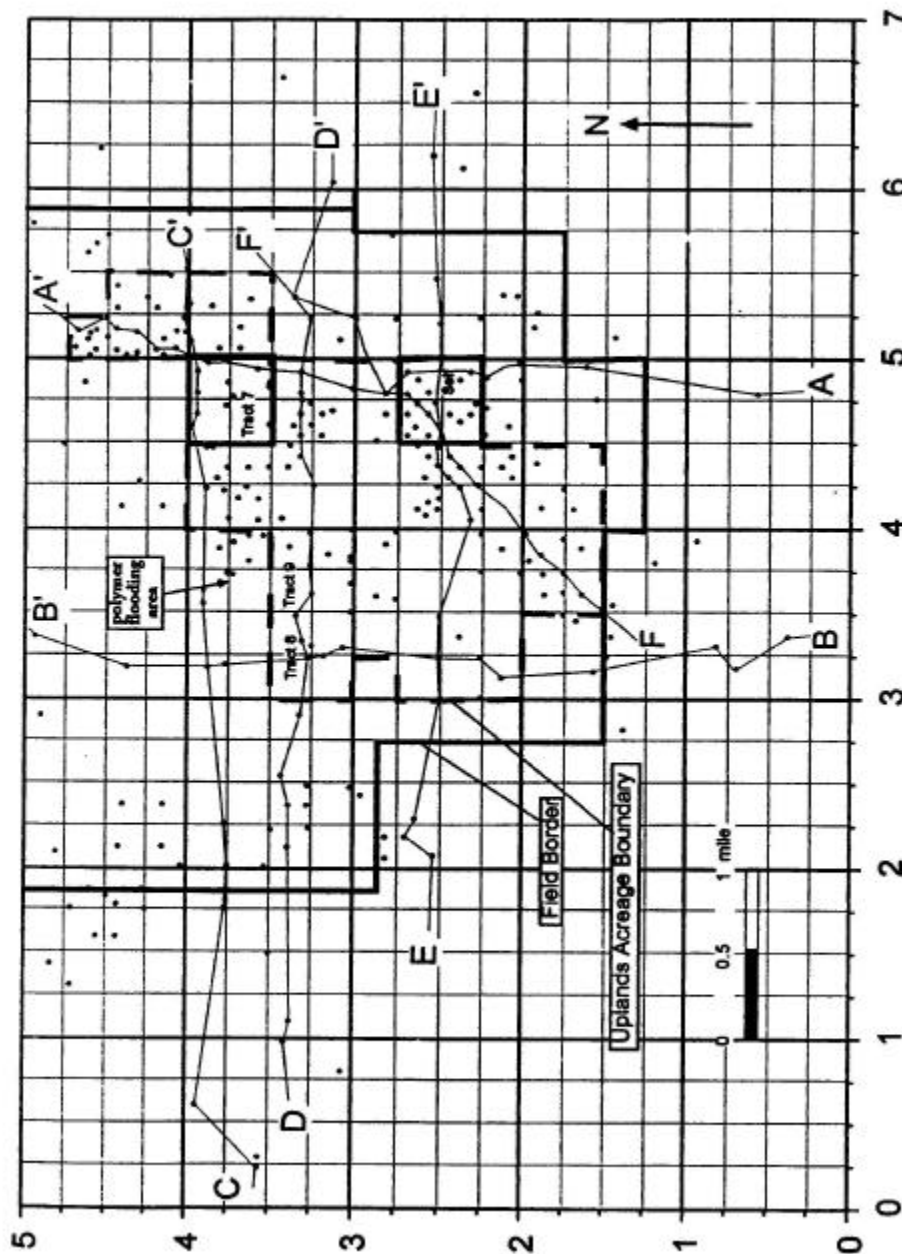 C
C'
A'
B'
D
D'
E
E'
F'
F
A
B
N
Tract 7
Tract 8
Tract 9
Self
polymer
flooding
area
Field Border
Uplands Acreage Boundary
0
0.5
1 mile
5
4
3
2
1
0
0 1 2 3 4 5 6 7